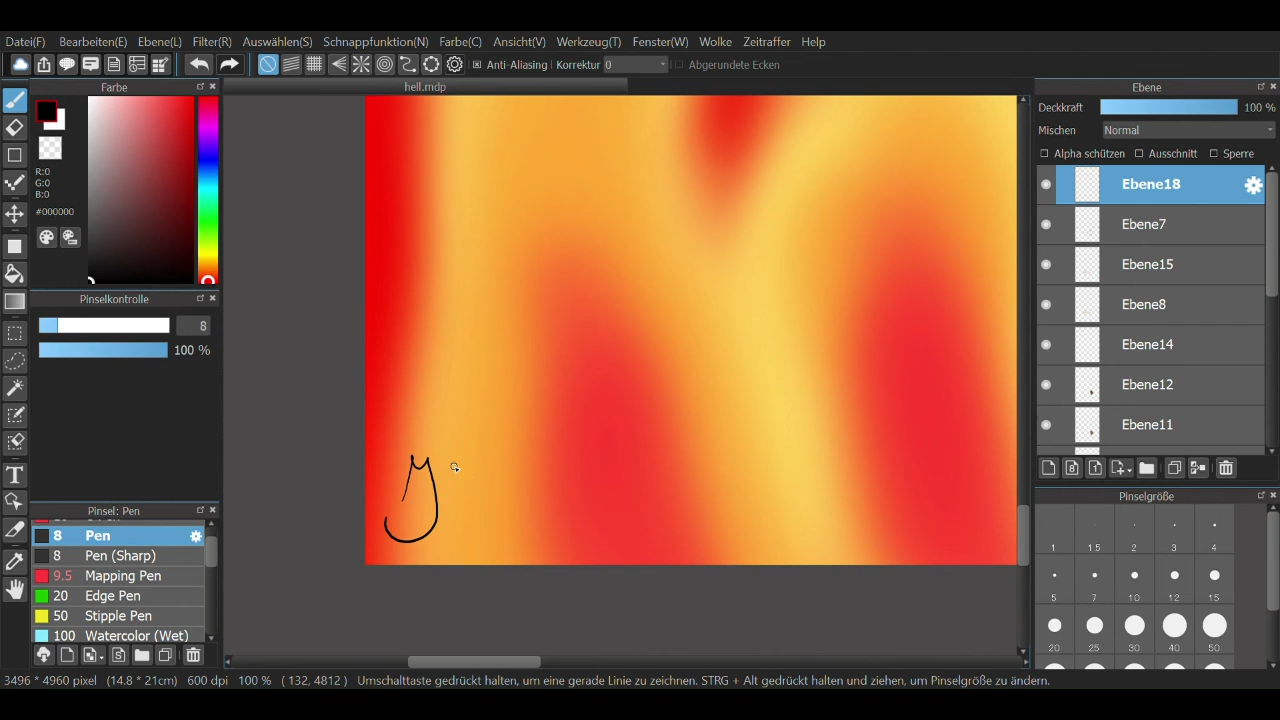 Datei(F) Bearbeiten(E) Ebene(L) Filter(R) Auswählen(S) Schnappfunktion(N) Farbe(C) Ansicht(V) Werkzeug(T) Fenster(W) Wolke Zeitraffer Help
Anti-Aliasing Korrektur 0 Abgerundete Ecken
Farbe
R:0
G:0
B:0
#000000
Pinselkontrolle
8
100 %
Pinsel: Pen
8 Pen
8 Pen (Sharp)
9.5 Mapping Pen
20 Edge Pen
50 Stipple Pen
100 Watercolor (Wet)
hell.mdp
Ebene
Deckkraft 100 %
Mischen Normal
Alpha schützen Ausschnitt Sperre
Ebene18
Ebene7
Ebene15
Ebene8
Ebene14
Ebene12
Ebene11
Pinselgröße
1 1.5 2 3 4
5 7 10 12 15
20 25 30 40 50
3496 * 4960 pixel (14.8 * 21cm) 600 dpi 100 % ( 132, 4812 ) Umschalttaste gedrückt halten, um eine gerade Linie zu zeichnen. STRG + Alt gedrückt halten und ziehen, um Pinselgröße zu ändern.